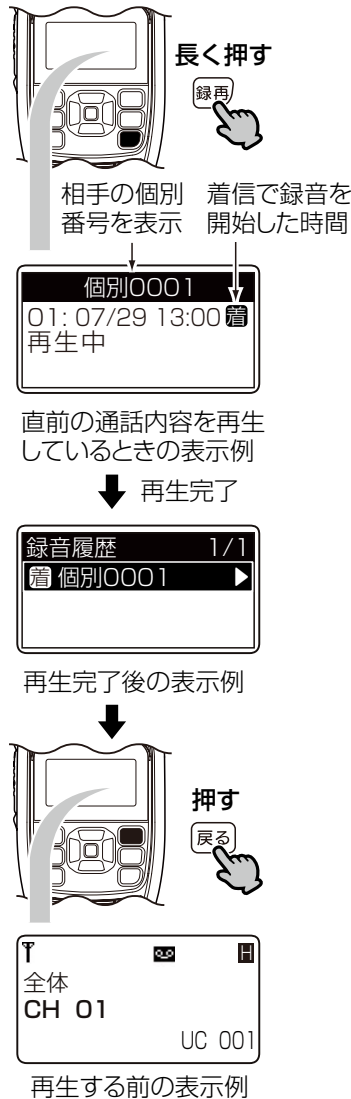 長く押す
録再
相手の個別
番号を表示
着信で録音を
開始した時間
個別0001
01: 07/29 13:00 着
再生中
直前の通話内容を再生
しているときの表示例
再生完了
録音履歴 1/1
着 個別0001
再生完了後の表示例
押す
戻る
H
全体
CH 01
UC 001
再生する前の表示例